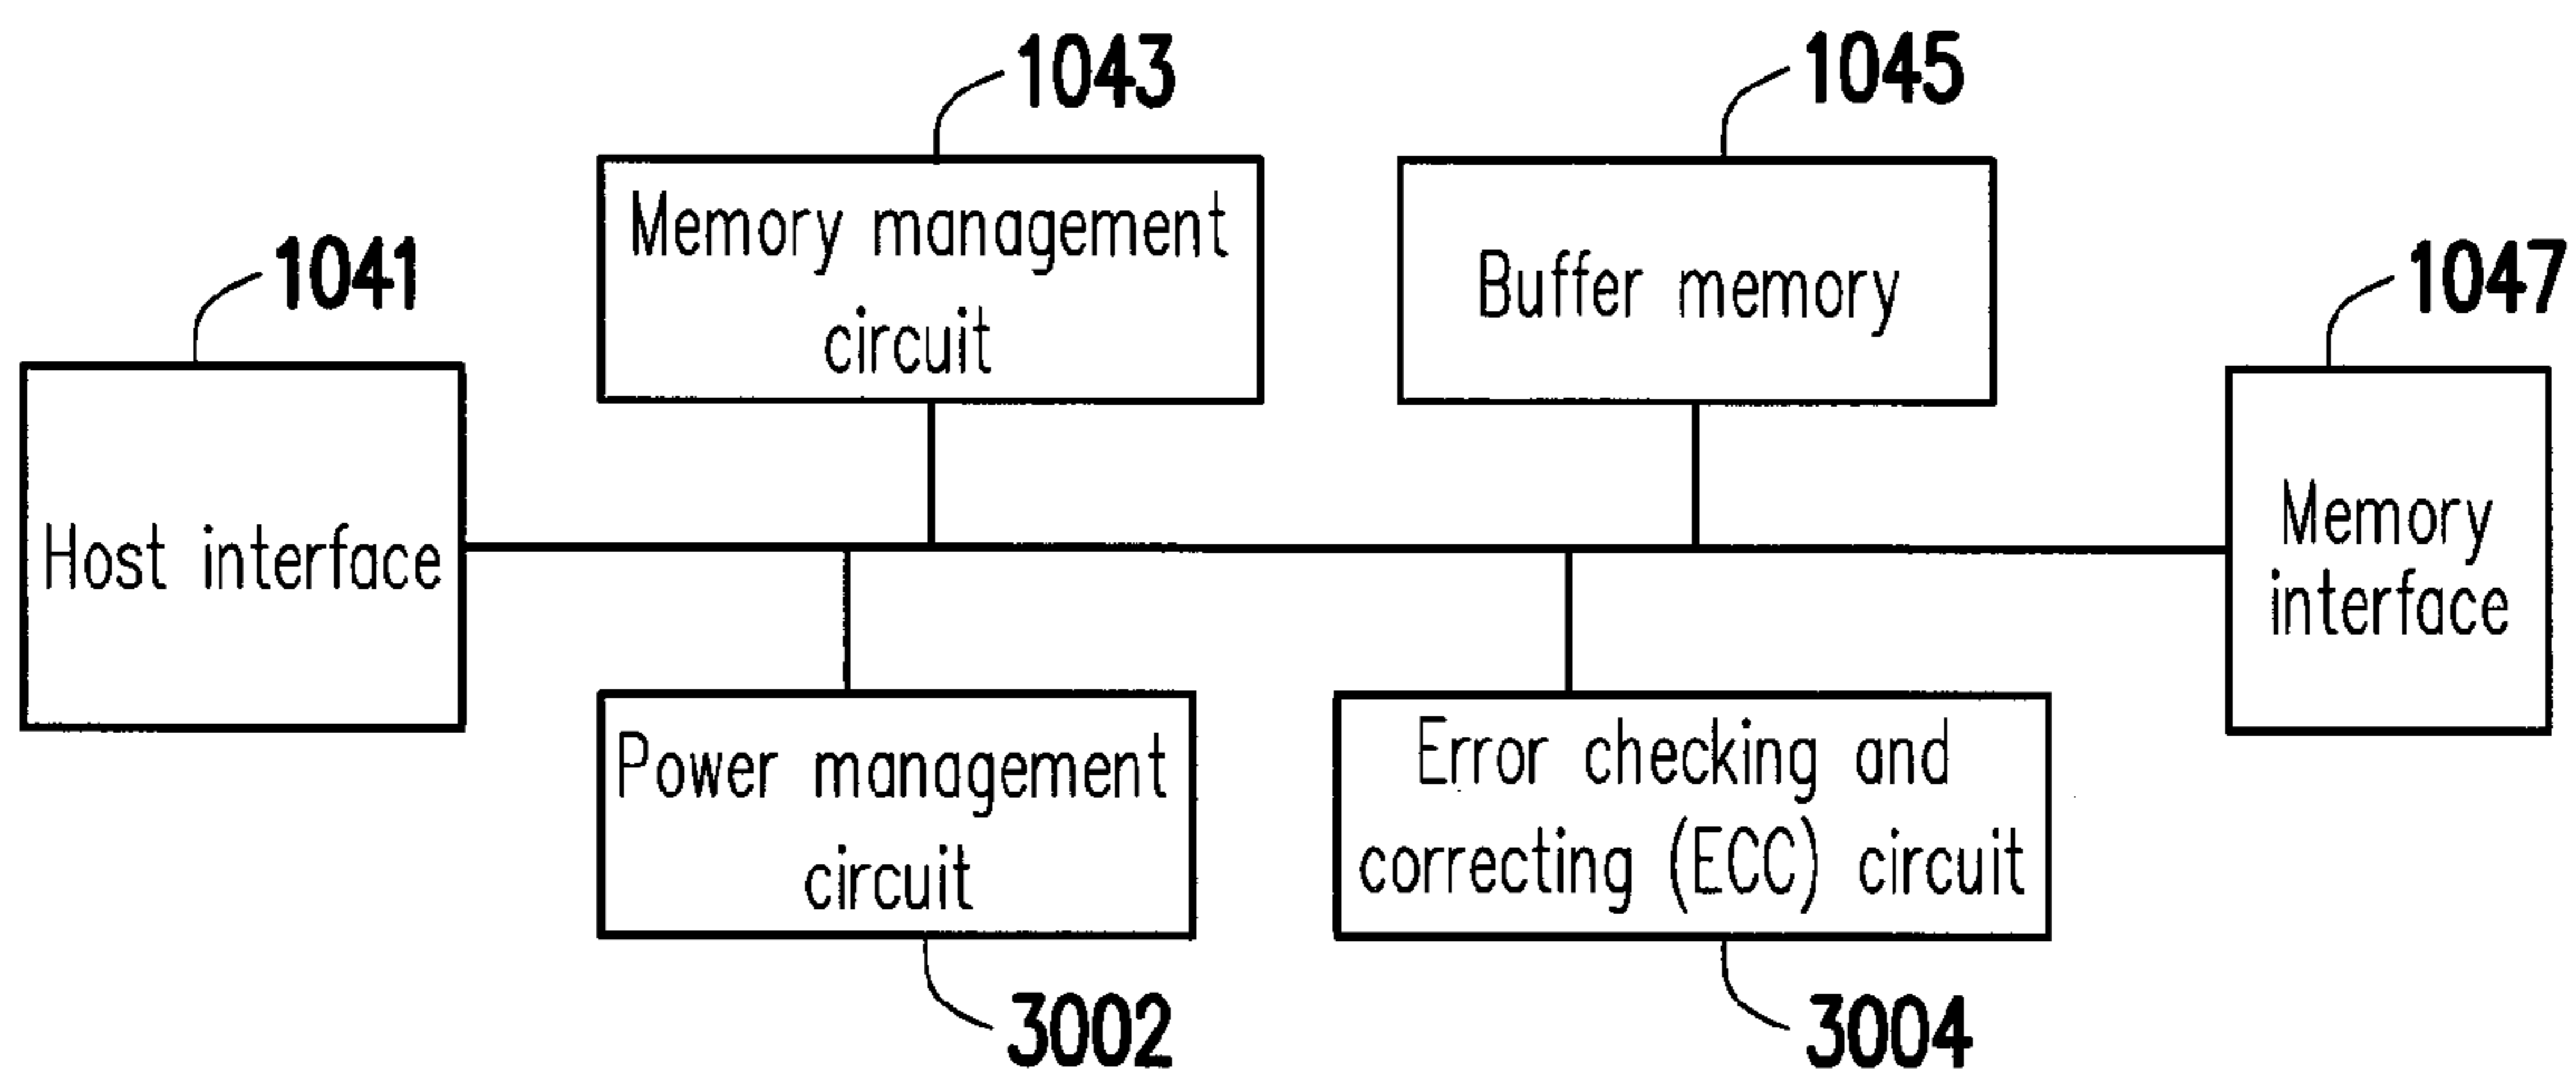 1043
1045
Memory management
circuit
Buffer memory
1041
1047
Host interface
Memory
interface
Power management
circuit
Error checking and
correcting (ECC) circuit
3002
3004